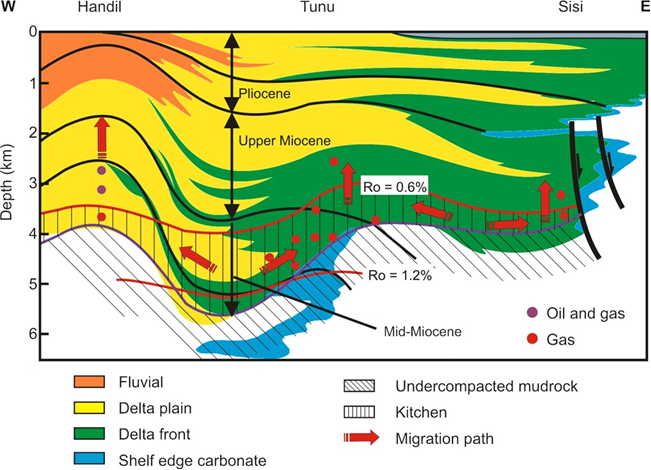 W Handil Tunu Sisi E
0
1
2
3
4
5
6
Depth (km)
Pliocene
Upper Miocene
Ro = 0.6%
Ro = 1.2%
Mid-Miocene
Oil and gas
Gas
Fluvial
Delta plain
Delta front
Shelf edge carbonate
Undercompacted mudrock
Kitchen
Migration path